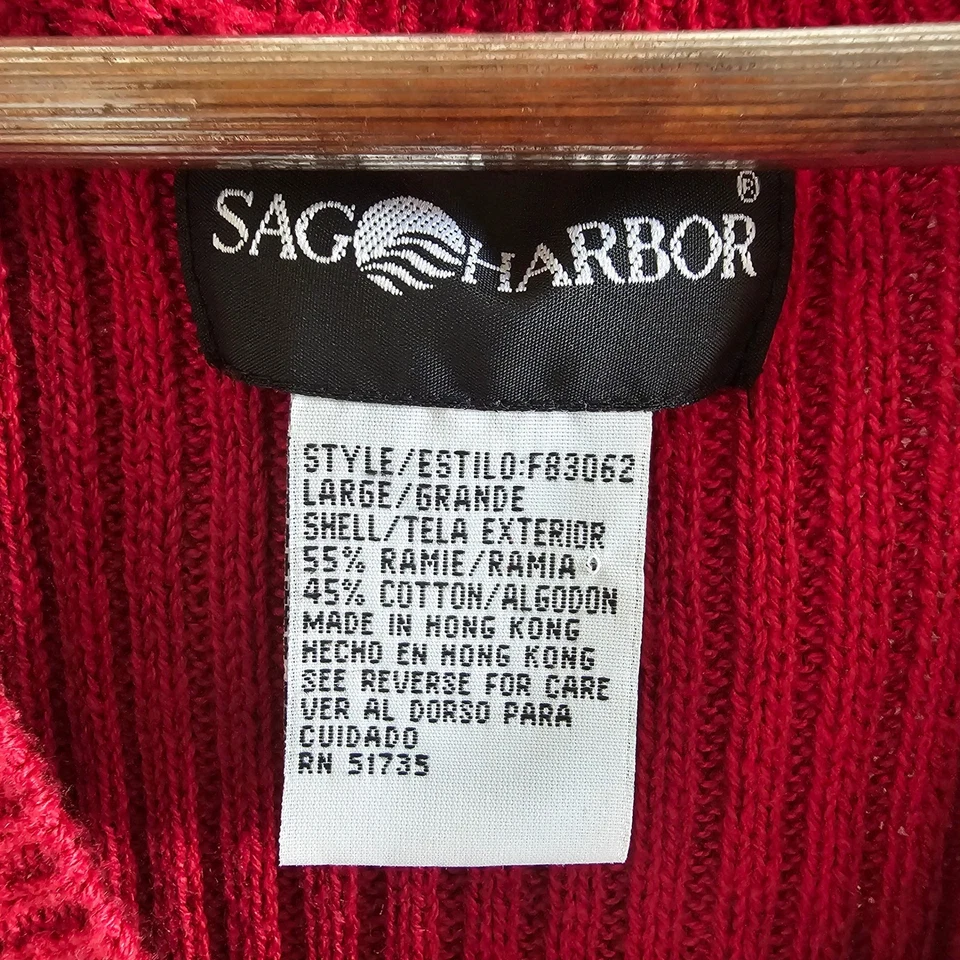 SAG HARBOR ®
STYLE/ESTILO:F83062
LARGE/GRANDE
SHELL/TELA EXTERIOR
55% RAMIE/RAMIA
45% COTTON/ALGODON
MADE IN HONG KONG
HECHO EN HONG KONG
SEE REVERSE FOR CARE
VER AL DORSO PARA
CUIDADO
RN 51735